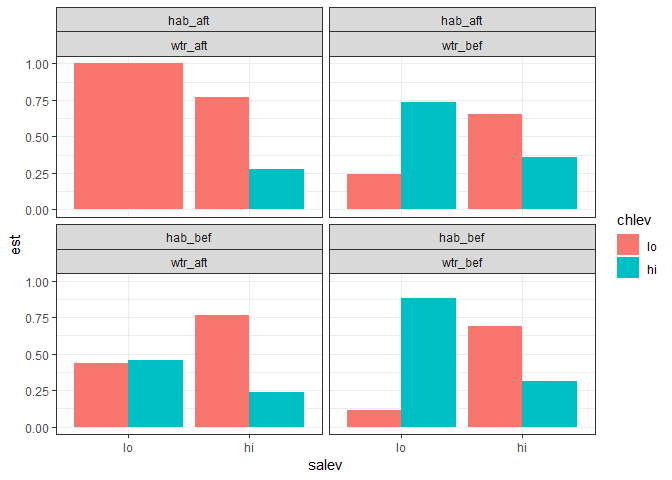 hab_aft
hab_aft
wtr_aft
wtr_bef
1.00
0.75
0.50
0.25
0.00
hab_bef
hab_bef
wtr_aft
wtr_bef
1.00
0.75
0.50
0.25
0.00
est
lo
hi
lo
hi
salev
chlev
lo
hi